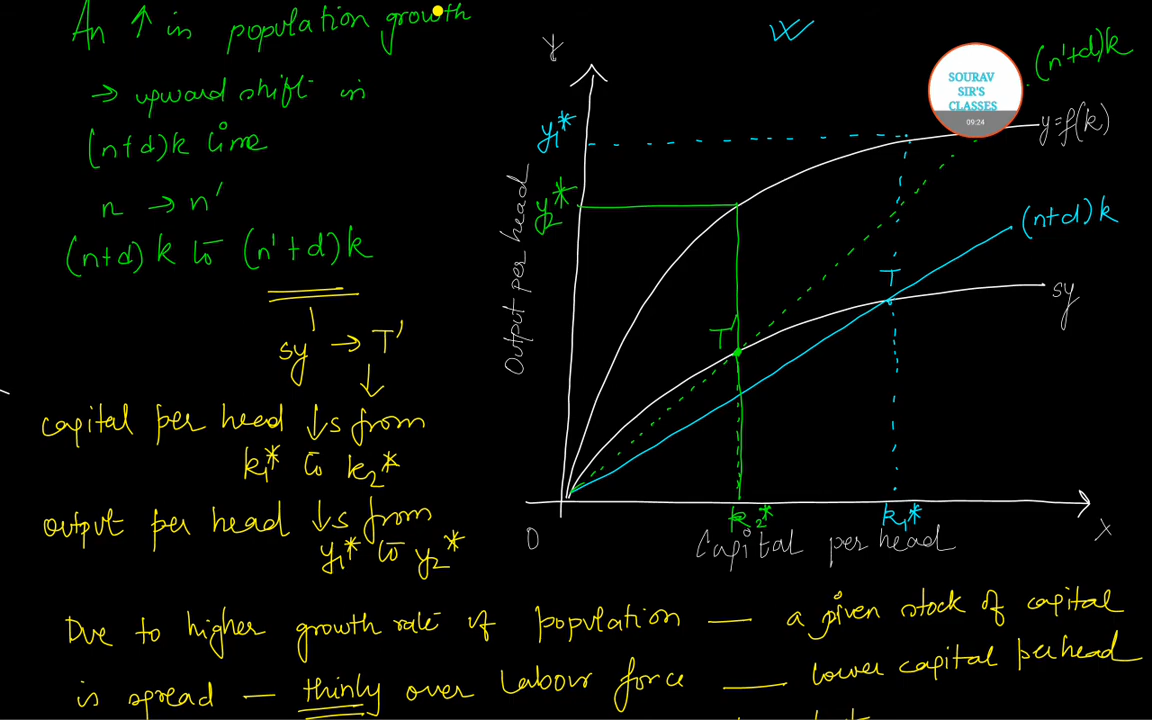 An ↑ in population growth
→ upward shift in
(n+d)k line
n → n'
(n+d)k to (n'+d)k
sy → T'
↓
capital per head ↓s from
k1* to k2*
output per head ↓s from
y1* to y2*
Due to higher growth rate of population — a given stock of capital
is spread — thinly over labour force — lower capital per head
y
W
(n'+d)k
SOURAV
SIR'S
CLASSES
09:24
y=f(k)
y1*
y2*
Output per head
(n+d)k
T
sy
T'
O
k2*
k1*
X
Capital per head